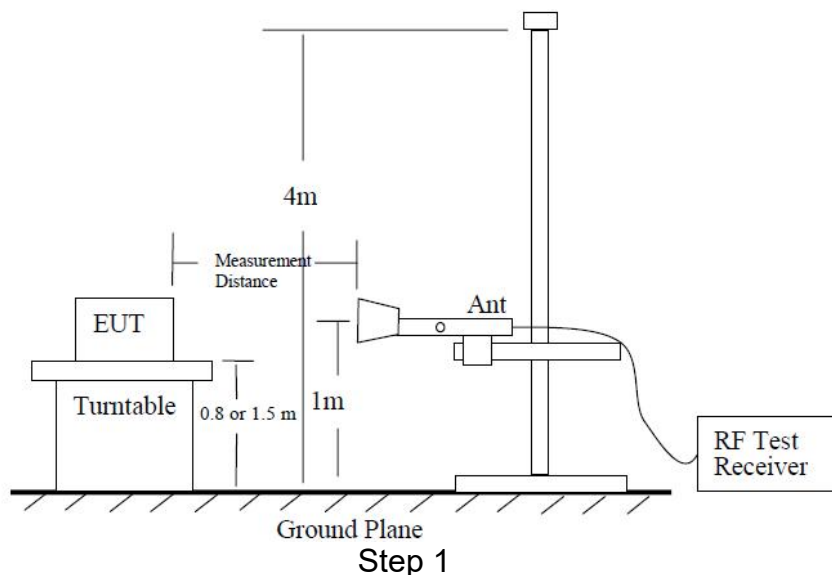 4m
Measurement
Distance
EUT
Ant
Turntable
0.8 or 1.5 m
1m
RF Test
Receiver
Ground Plane
Step 1